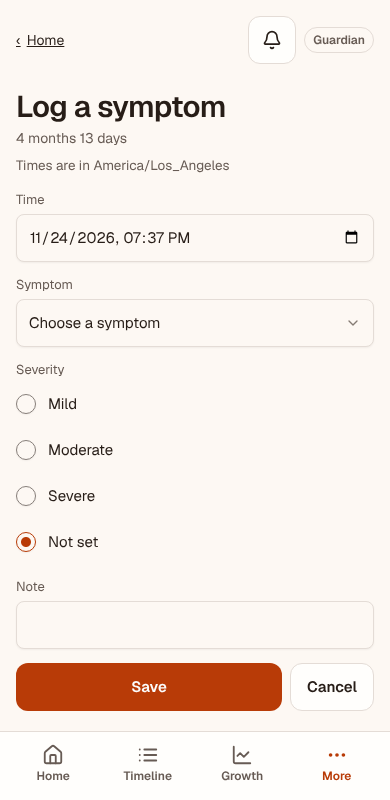 ‹ Home
Guardian
Log a symptom
4 months 13 days
Times are in America/Los_Angeles
Time
11/24/2026, 07:37 PM
Symptom
Choose a symptom
Severity
Mild
Moderate
Severe
Not set
Note
Save
Cancel
Home
Timeline
Growth
More